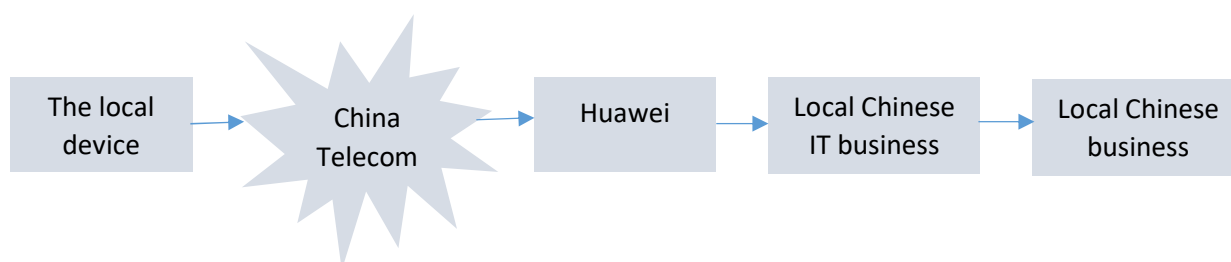 The local
device
China
Telecom
Huawei
Local Chinese
IT business
Local Chinese
business